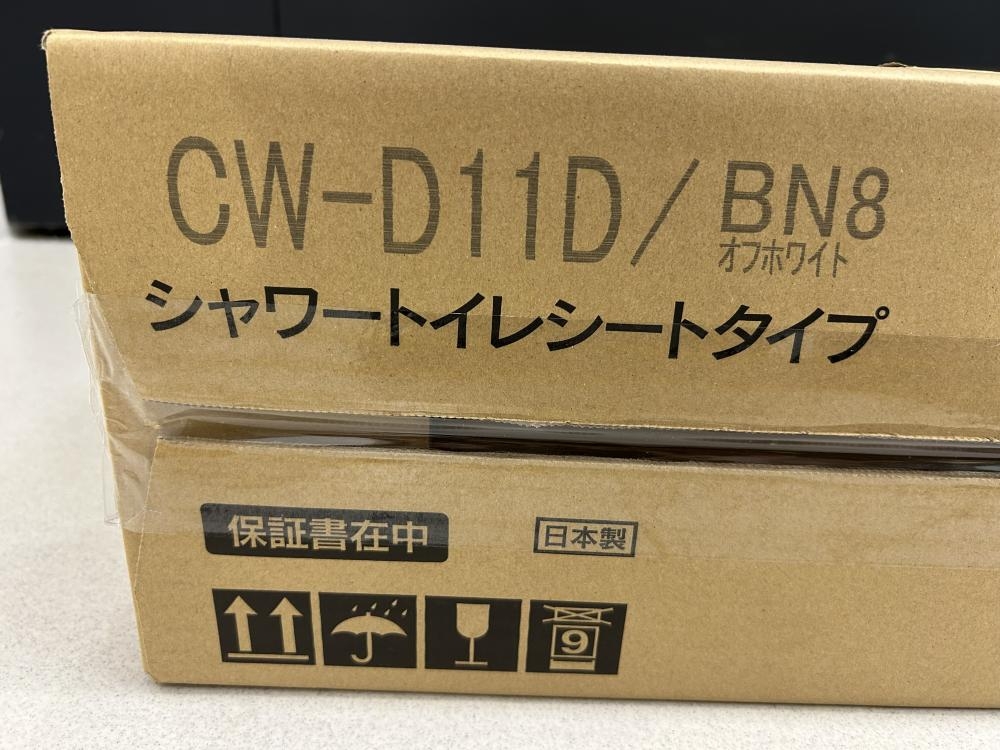 CW-D11D/BN8
オフホワイト
シャワートイレシートタイプ
保証書在中
日本製
9